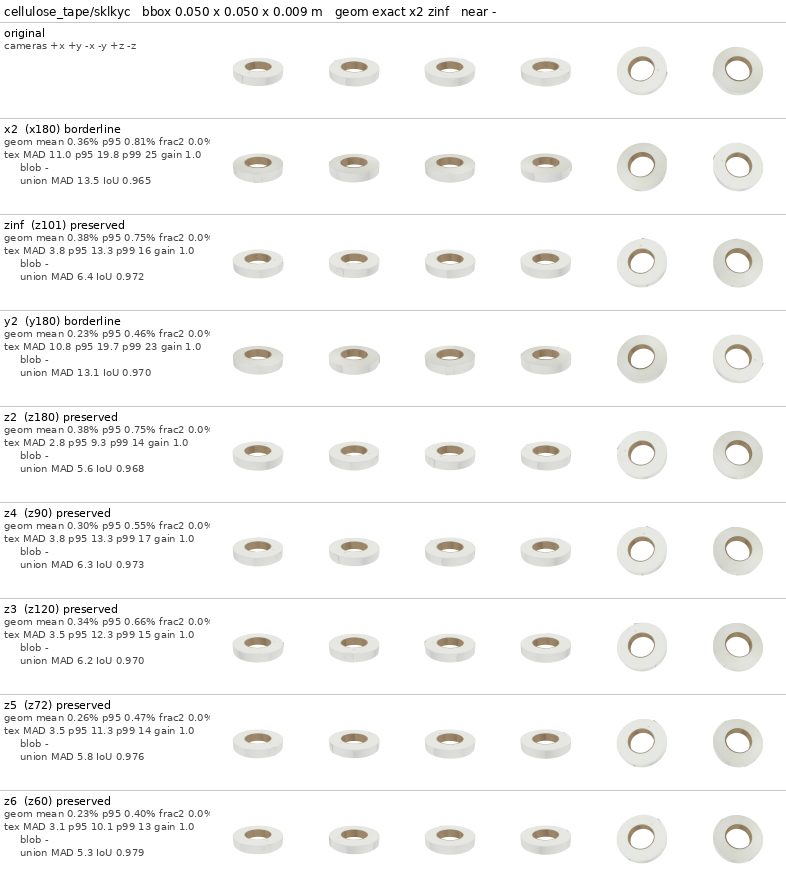 cellulose_tape/sklkyc bbox 0.050 x 0.050 x 0.009 m geom exact x2 zinf near -
original
cameras +x +y -x -y +z -z
x2 (x180) borderline
geom mean 0.36% p95 0.81% frac2 0.0%
tex MAD 11.0 p95 19.8 p99 25 gain 1.0
blob -
union MAD 13.5 IoU 0.965
zinf (z101) preserved
geom mean 0.38% p95 0.75% frac2 0.0%
tex MAD 3.8 p95 13.3 p99 16 gain 1.0
blob -
union MAD 6.4 IoU 0.972
y2 (y180) borderline
geom mean 0.23% p95 0.46% frac2 0.0%
tex MAD 10.8 p95 19.7 p99 23 gain 1.0
blob -
union MAD 13.1 IoU 0.970
z2 (z180) preserved
geom mean 0.38% p95 0.75% frac2 0.0%
tex MAD 2.8 p95 9.3 p99 14 gain 1.0
blob -
union MAD 5.6 IoU 0.968
z4 (z90) preserved
geom mean 0.30% p95 0.55% frac2 0.0%
tex MAD 3.8 p95 13.3 p99 17 gain 1.0
blob -
union MAD 6.3 IoU 0.973
z3 (z120) preserved
geom mean 0.34% p95 0.66% frac2 0.0%
tex MAD 3.5 p95 12.3 p99 15 gain 1.0
blob -
union MAD 6.2 IoU 0.970
z5 (z72) preserved
geom mean 0.26% p95 0.47% frac2 0.0%
tex MAD 3.5 p95 11.3 p99 14 gain 1.0
blob -
union MAD 5.8 IoU 0.976
z6 (z60) preserved
geom mean 0.23% p95 0.40% frac2 0.0%
tex MAD 3.1 p95 10.1 p99 13 gain 1.0
blob -
union MAD 5.3 IoU 0.979